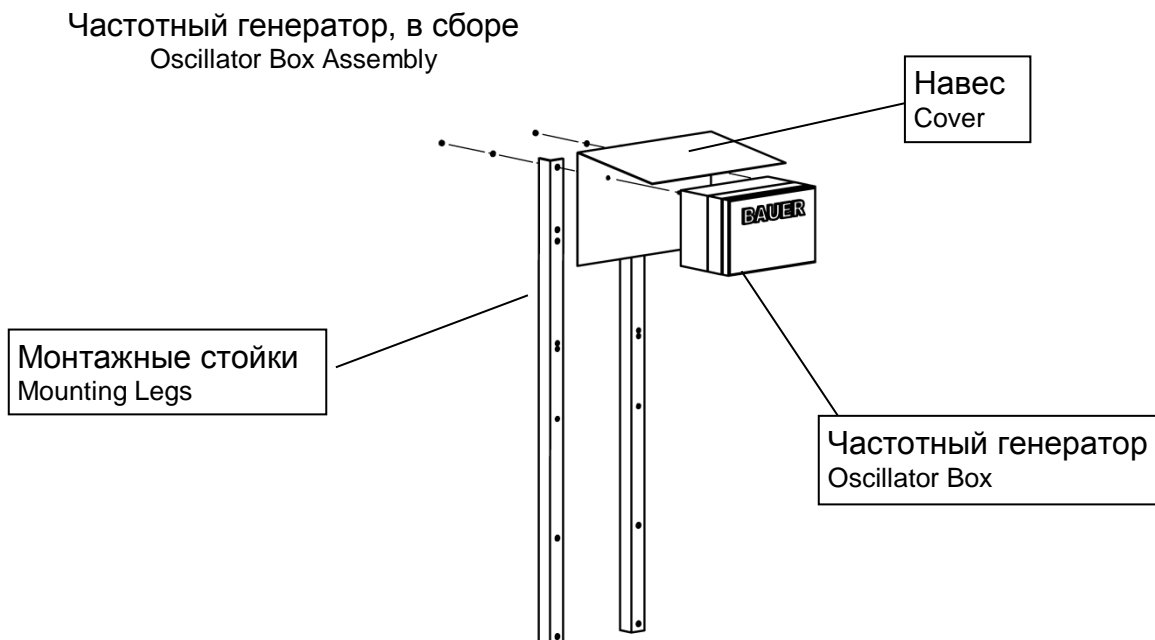 Частотный генератор, в сборе
Oscillator Box Assembly
Навес
Cover
BAUER
Монтажные стойки
Mounting Legs
Частотный генератор
Oscillator Box